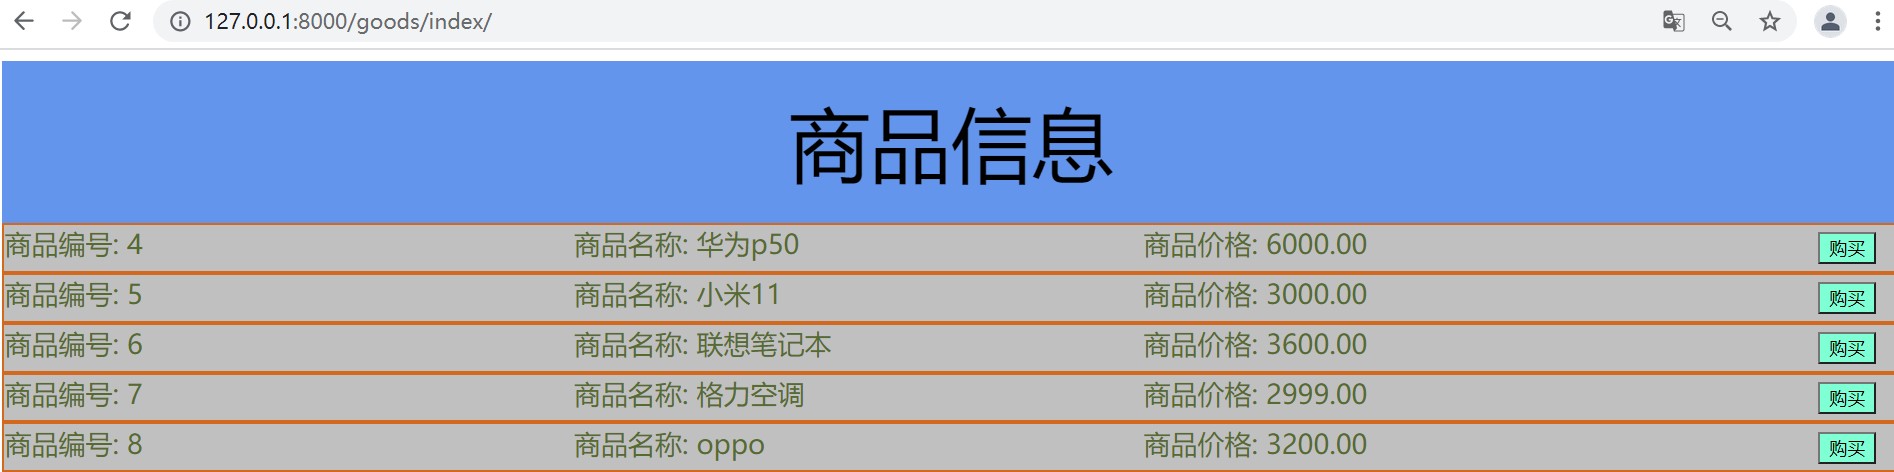 127.0.0.1:8000/goods/index/
商品信息
商品编号: 4 商品名称: 华为p50 商品价格: 6000.00 购买
商品编号: 5 商品名称: 小米11 商品价格: 3000.00 购买
商品编号: 6 商品名称: 联想笔记本 商品价格: 3600.00 购买
商品编号: 7 商品名称: 格力空调 商品价格: 2999.00 购买
商品编号: 8 商品名称: oppo 商品价格: 3200.00 购买